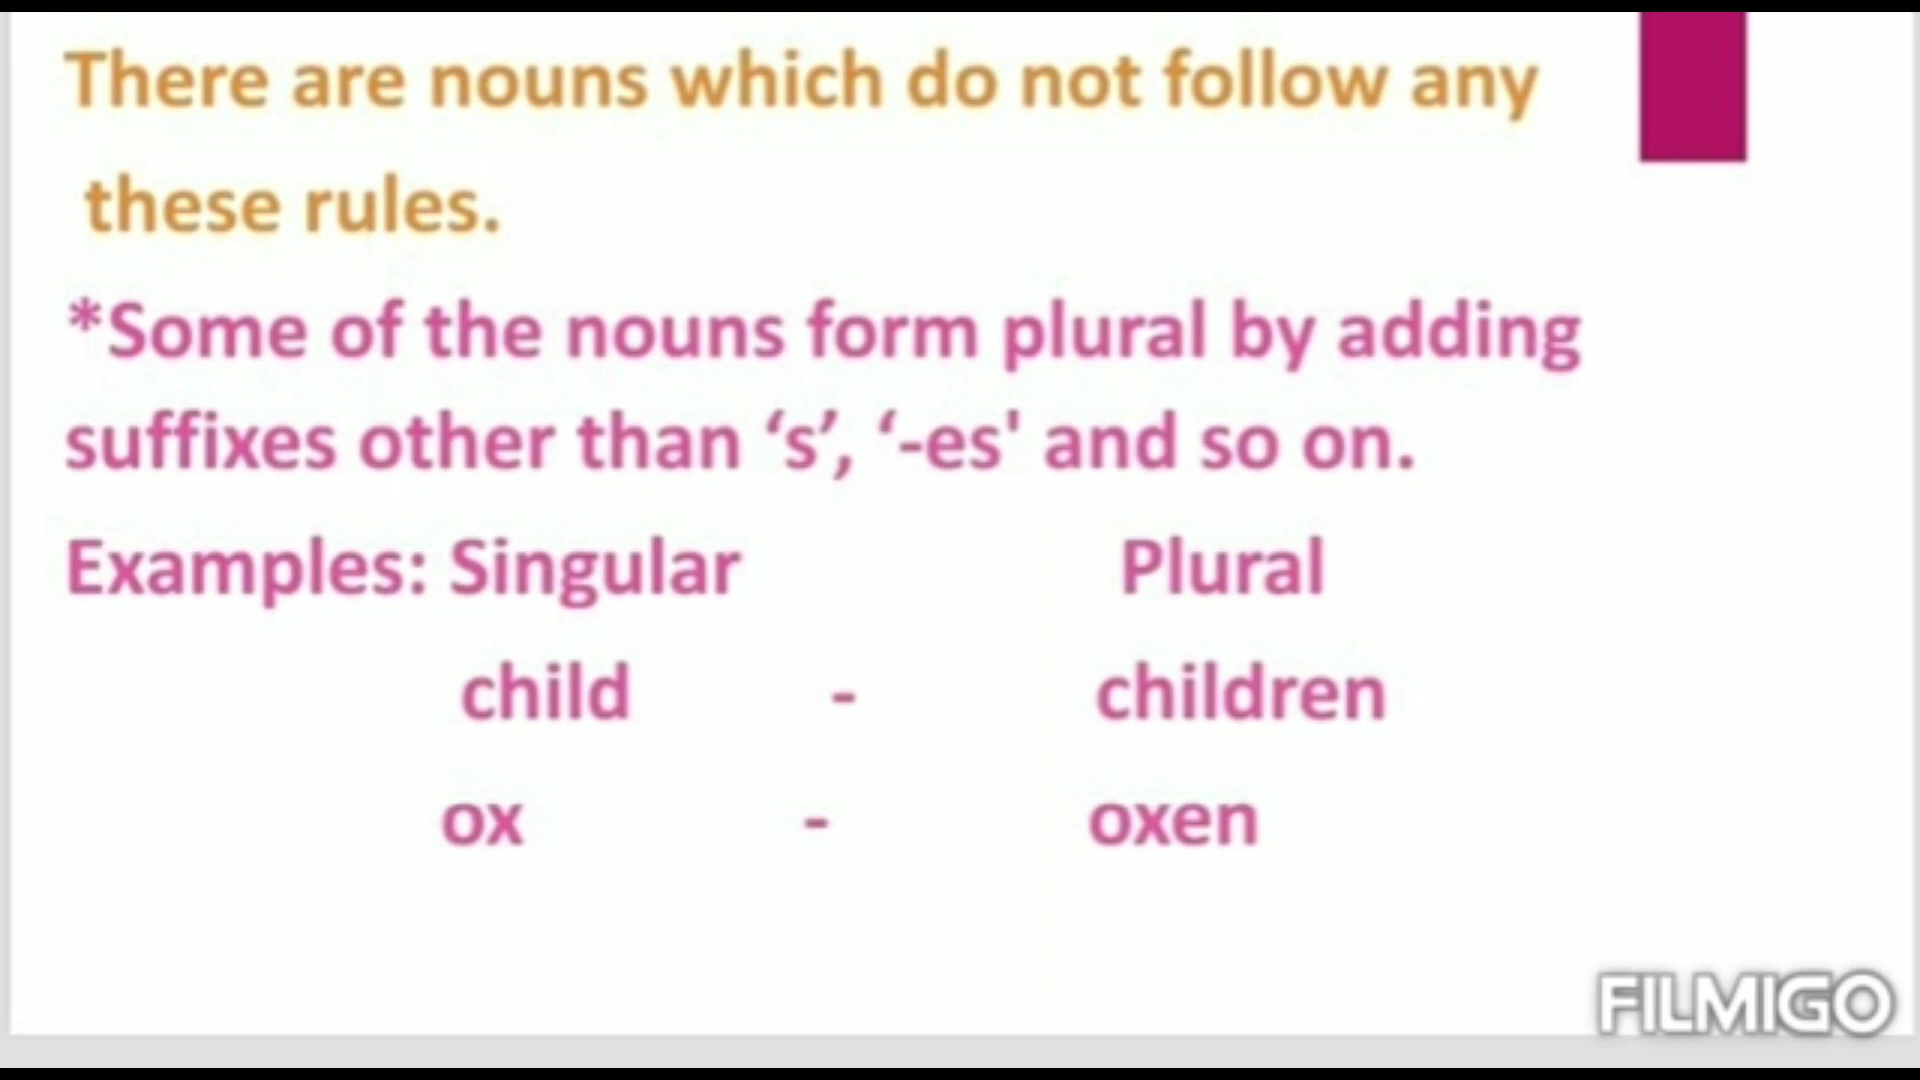 There are nouns which do not follow any
these rules.
*Some of the nouns form plural by adding
suffixes other than ‘s’, ‘-es' and so on.
Examples: Singular Plural
child - children
ox - oxen
FILMIGO